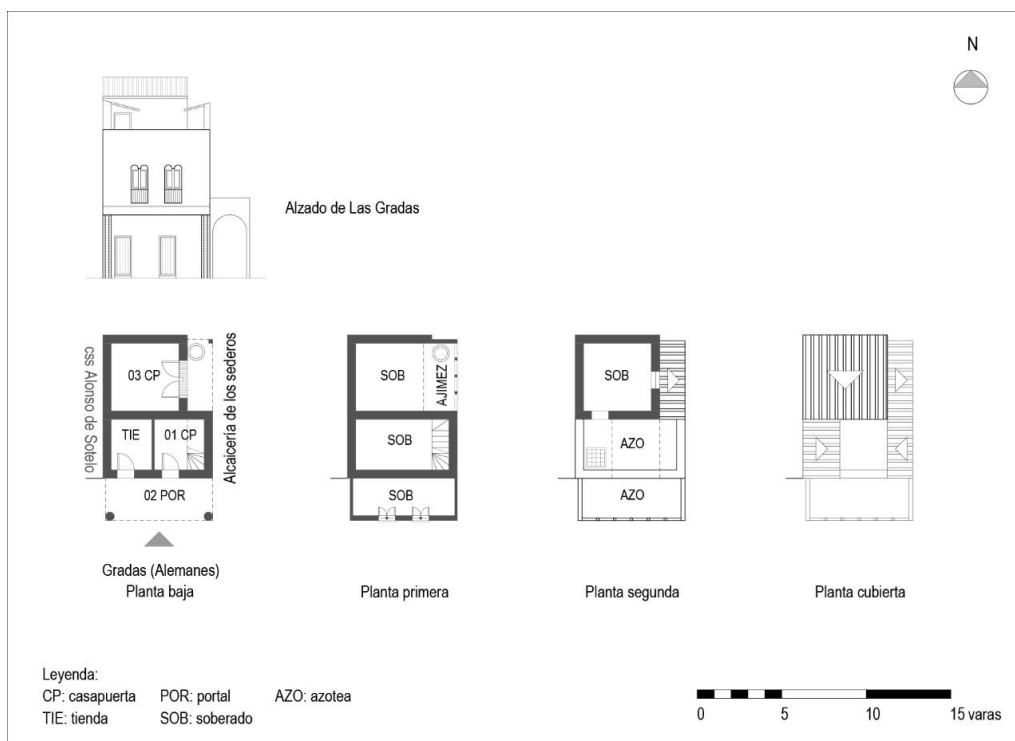 N
Alzado de Las Gradas
css Alonso de Sotelo
03 CP
TIE
01 CP
02 POR
Alcaicería de los sederos
Gradas (Alemanes)
Planta baja
SOB
AJIMEZ
SOB
SOB
Planta primera
SOB
AZO
AZO
Planta segunda
Planta cubierta
Leyenda:
CP: casapuerta POR: portal AZO: azotea
TIE: tienda SOB: soberado
0 5 10 15 varas